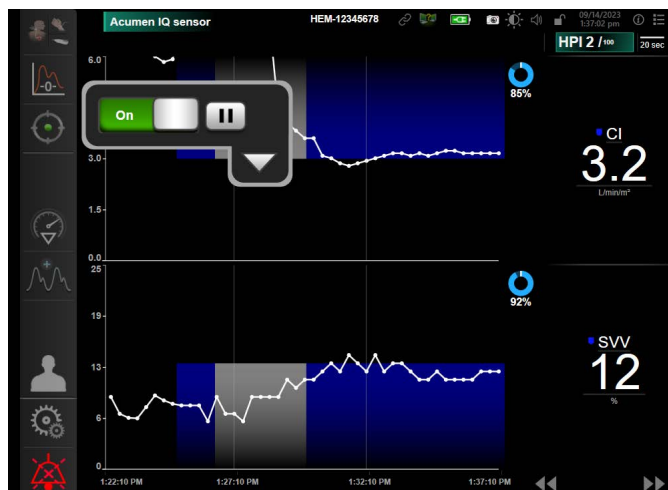 Acumen IQ sensor
HEM-12345678
09/14/2023
1:37:02 pm
HPI 2 /100
20 sec
-0-
On
6.0
3.0
1.5
0.0
85%
CI
3.2
L/min/m²
25
19
13
6
0
92%
SVV
12
%
1:22:10 PM
1:27:10 PM
1:32:10 PM
1:37:10 PM